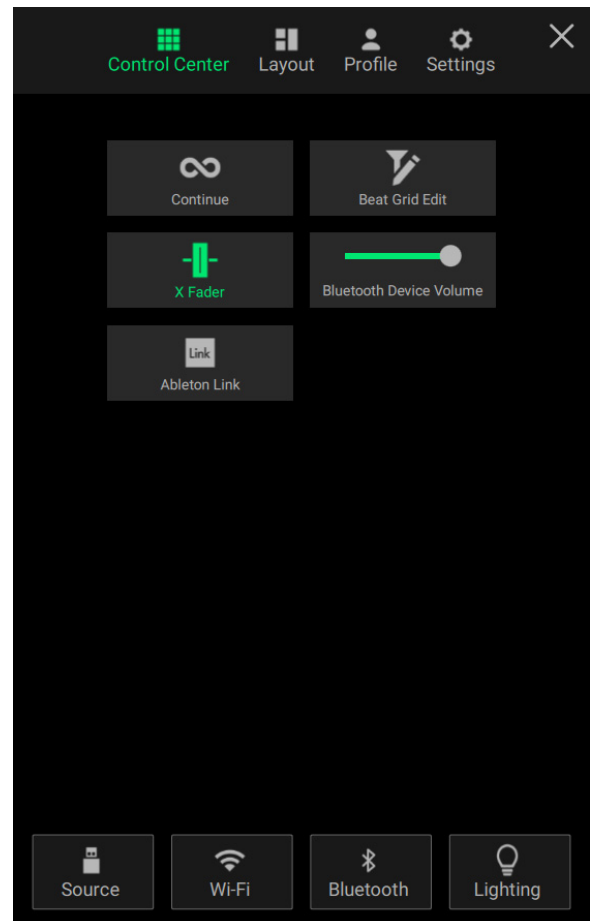 Control Center Layout Profile Settings
Continue
Beat Grid Edit
X Fader
Bluetooth Device Volume
Link
Ableton Link
Source Wi-Fi Bluetooth Lighting